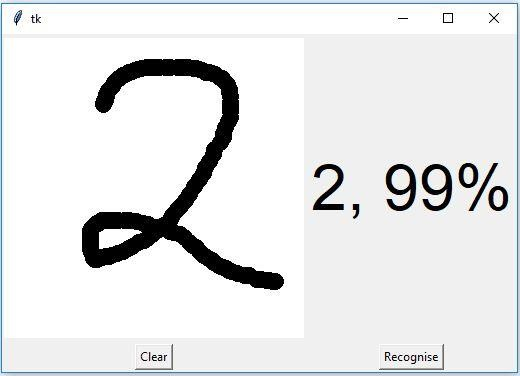 tk
2
2, 99%
Clear
Recognise